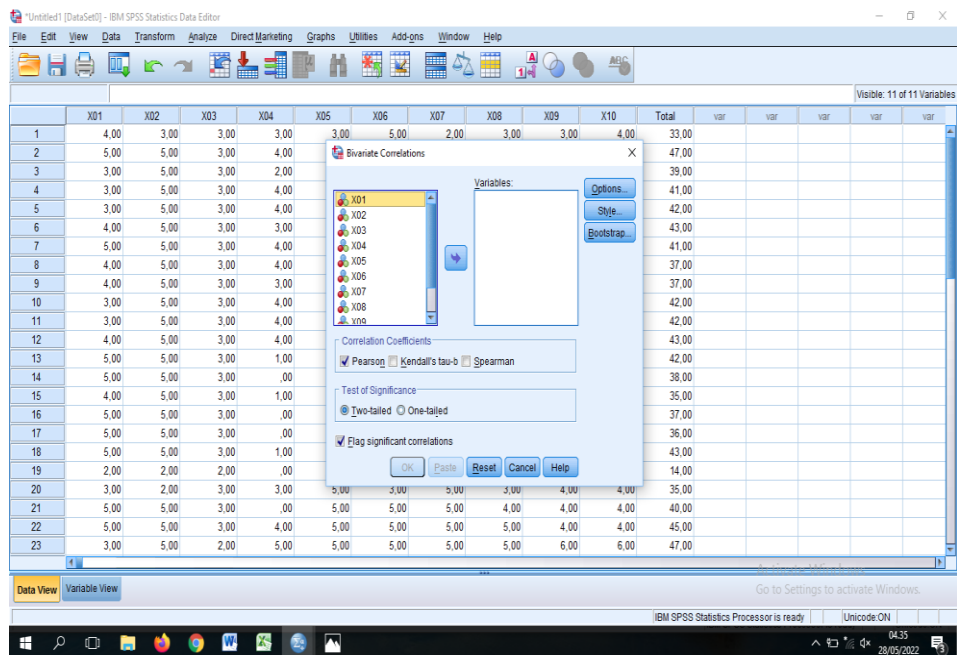 *Untitled1 [DataSet0] - IBM SPSS Statistics Data Editor
File Edit View Data Transform Analyze Direct Marketing Graphs Utilities Add-ons Window Help
Visible: 11 of 11 Variables
X01 X02 X03 X04 X05 X06 X07 X08 X09 X10 Total var var var var var
1 4,00 3,00 3,00 3,00 3,00 5,00 2,00 3,00 3,00 4,00 33,00
2 5,00 5,00 3,00 4,00 47,00
3 3,00 5,00 3,00 2,00 39,00
4 3,00 5,00 3,00 4,00 41,00
5 3,00 5,00 3,00 4,00 42,00
6 4,00 5,00 3,00 3,00 43,00
7 5,00 5,00 3,00 4,00 41,00
8 4,00 5,00 3,00 4,00 37,00
9 4,00 5,00 3,00 3,00 37,00
10 3,00 5,00 3,00 4,00 42,00
11 3,00 5,00 3,00 4,00 42,00
12 4,00 5,00 3,00 4,00 43,00
13 5,00 5,00 3,00 1,00 42,00
14 5,00 5,00 3,00 ,00 38,00
15 4,00 5,00 3,00 1,00 35,00
16 5,00 5,00 3,00 ,00 37,00
17 5,00 5,00 3,00 ,00 36,00
18 5,00 5,00 3,00 1,00 43,00
19 2,00 2,00 2,00 ,00 14,00
20 3,00 2,00 3,00 3,00 5,00 3,00 5,00 3,00 4,00 4,00 35,00
21 5,00 5,00 3,00 ,00 5,00 5,00 5,00 4,00 4,00 4,00 40,00
22 5,00 5,00 3,00 4,00 5,00 5,00 5,00 5,00 4,00 4,00 45,00
23 3,00 5,00 2,00 5,00 5,00 5,00 5,00 5,00 6,00 6,00 47,00
Bivariate Correlations
Variables:
X01
X02
X03
X04
X05
X06
X07
X08
X09
Options...
Style...
Bootstrap...
Correlation Coefficients
Pearson Kendall's tau-b Spearman
Test of Significance
Two-tailed One-tailed
Flag significant correlations
OK Paste Reset Cancel Help
Data View Variable View
Go to Settings to activate Windows.
IBM SPSS Statistics Processor is ready Unicode:ON
04.35
28/05/2022